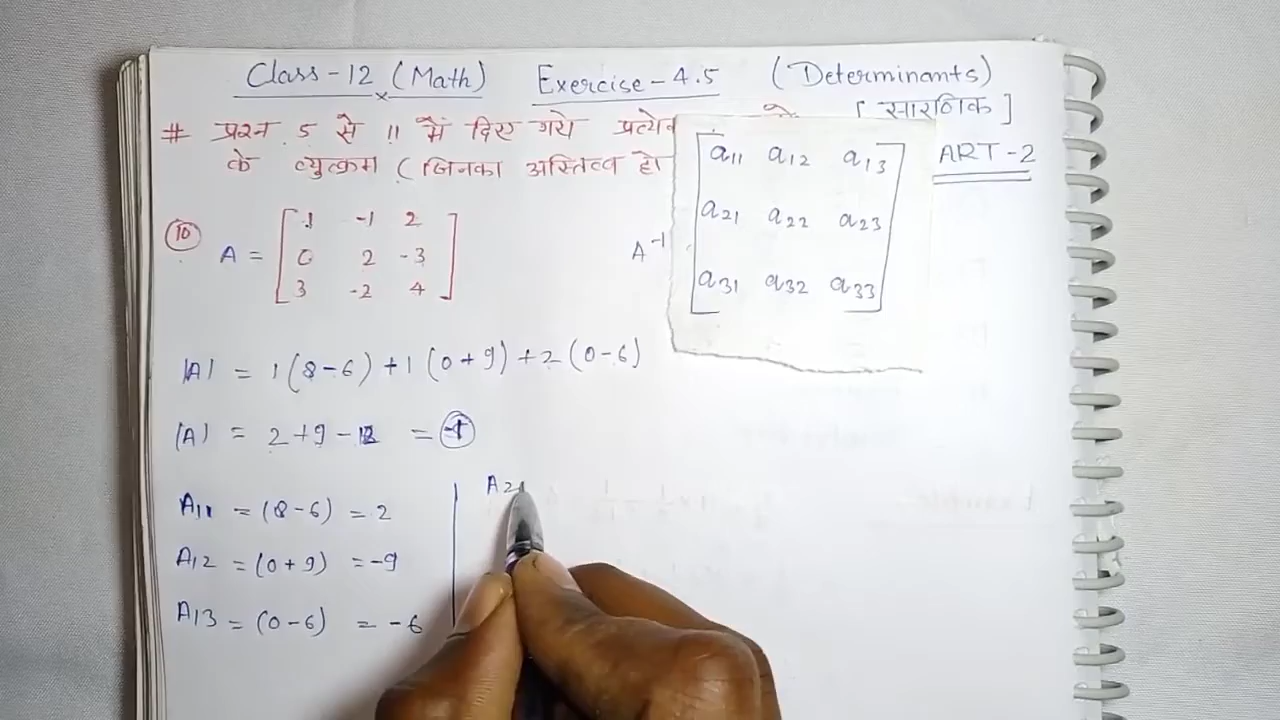 Class-12 (Math) Exercise-4.5 (Determinants)
[सारणिक]
# प्रश्न 5 से 11 में दिए गये प्रत्येक
के व्युत्क्रम (जिनका अस्तित्व हो
ART-2
(10) A = [ 1 -1 2
0 2 -3
3 -2 4 ]
A⁻¹
a11 a12 a13
a21 a22 a23
a31 a32 a33
|A| = 1(8-6)+1(0+9)+2(0-6)
|A| = 2+9-12 = -1
A11 = (8-6) = 2
A12 = (0+9) = -9
A13 = (0-6) = -6
A21